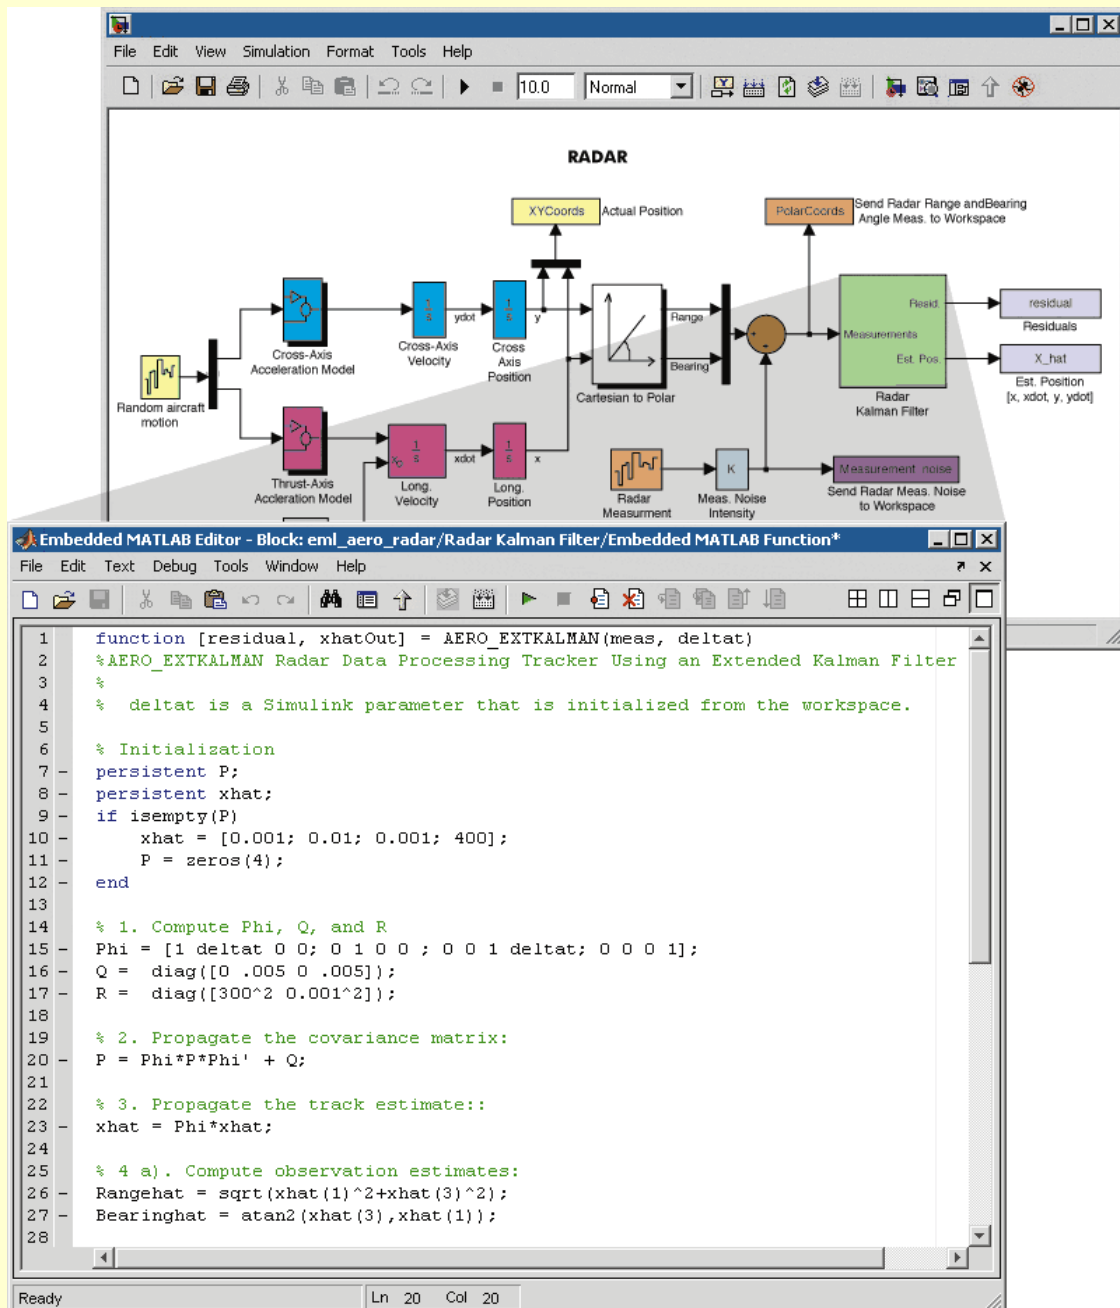 File Edit View Simulation Format Tools Help
10.0 Normal
RADAR
XYCoords Actual Position
PolarCoords Send Radar Range andBearing
Angle Meas. to Workspace
Random aircraft
motion
Cross-Axis
Acceleration Model
1
s
ydot
Cross-Axis
Velocity
1
s
y
Cross
Axis
Position
Range
Bearing
Cartesian to Polar
Measurements
Resid.
Est. Pos.
Radar
Kalman Filter
residual
Residuals
X_hat
Est. Position
[x, xdot, y, ydot]
Thrust-Axis
Accleration Model
xo
1
s
xdot
Long.
Velocity
1
s
x
Long.
Position
Radar
Measurment
K
Meas. Noise
Intensity
Measurement noise
Send Radar Meas. Noise
to Workspace
Embedded MATLAB Editor - Block: eml_aero_radar/Radar Kalman Filter/Embedded MATLAB Function*
File Edit Text Debug Tools Window Help
1 function [residual, xhatOut] = AERO_EXTKALMAN(meas, deltat)
2 %AERO_EXTKALMAN Radar Data Processing Tracker Using an Extended Kalman Filter
3 %
4 % deltat is a Simulink parameter that is initialized from the workspace.
5
6 % Initialization
7 - persistent P;
8 - persistent xhat;
9 - if isempty(P)
10 - xhat = [0.001; 0.01; 0.001; 400];
11 - P = zeros(4);
12 - end
13
14 % 1. Compute Phi, Q, and R
15 - Phi = [1 deltat 0 0; 0 1 0 0 ; 0 0 1 deltat; 0 0 0 1];
16 - Q = diag([0 .005 0 .005]);
17 - R = diag([300^2 0.001^2]);
18
19 % 2. Propagate the covariance matrix:
20 - P = Phi*P*Phi' + Q;
21
22 % 3. Propagate the track estimate::
23 - xhat = Phi*xhat;
24
25 % 4 a). Compute observation estimates:
26 - Rangehat = sqrt(xhat(1)^2+xhat(3)^2);
27 - Bearinghat = atan2(xhat(3),xhat(1));
28
Ready Ln 20 Col 20